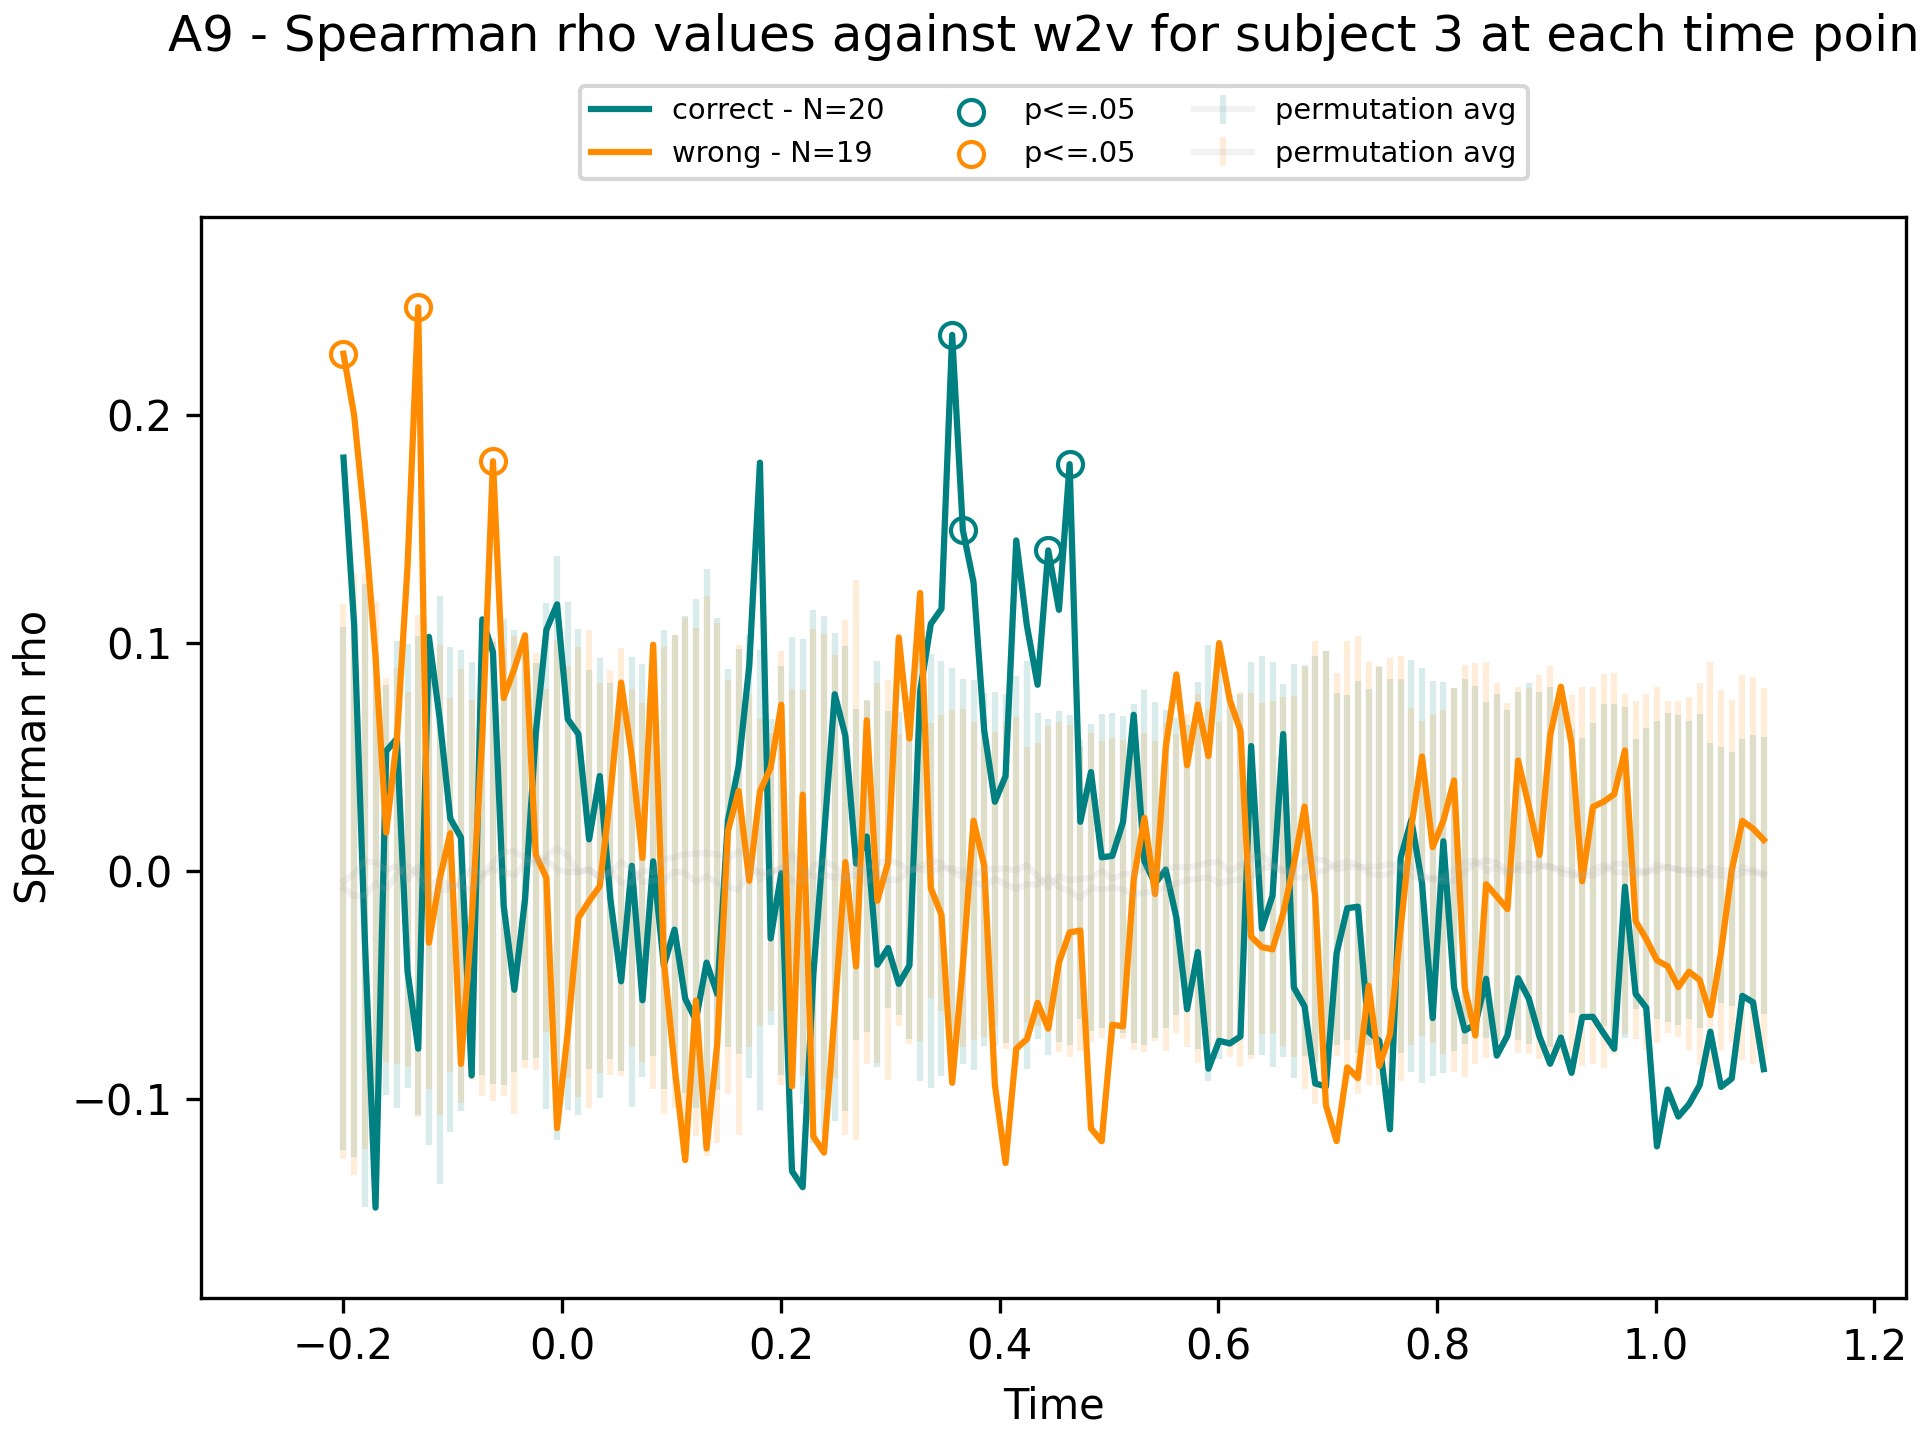 A9 - Spearman rho values against w2v for subject 3 at each time poin
correct - N=20
wrong - N=19
p<=.05
p<=.05
permutation avg
permutation avg
Spearman rho
0.2
0.1
0.0
−0.1
−0.2 0.0 0.2 0.4 0.6 0.8 1.0 1.2
Time